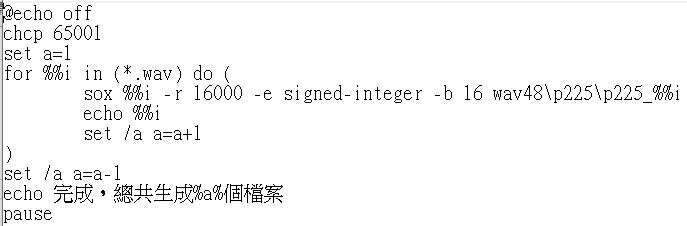 @echo off
chcp 65001
set a=1
for %%i in (*.wav) do (
        sox %%i -r 16000 -e signed-integer -b 16 wav48\p225\p225_%%i
        echo %%i
        set /a a=a+1
)
set /a a=a-1
echo 完成，總共生成%a%個檔案
pause